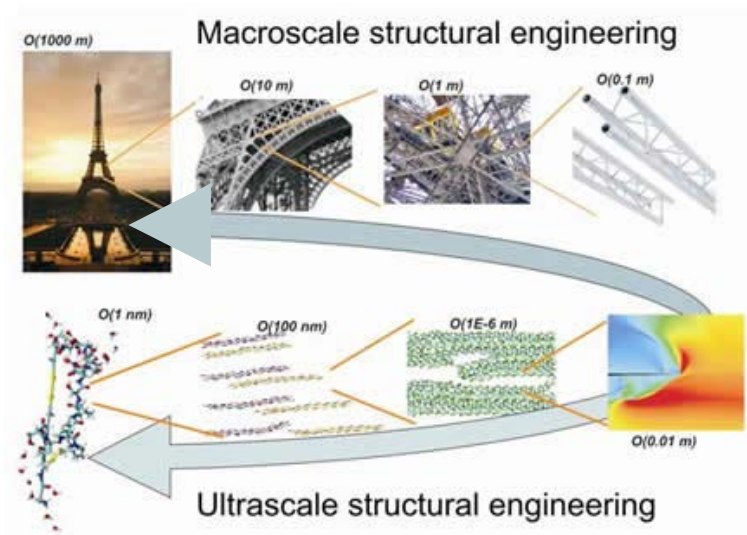 Macroscale structural engineering
O(1000 m)
O(10 m)
O(1 m)
O(0.1 m)
O(1 nm)
O(100 nm)
O(1E-6 m)
O(0.01 m)
Ultrascale structural engineering